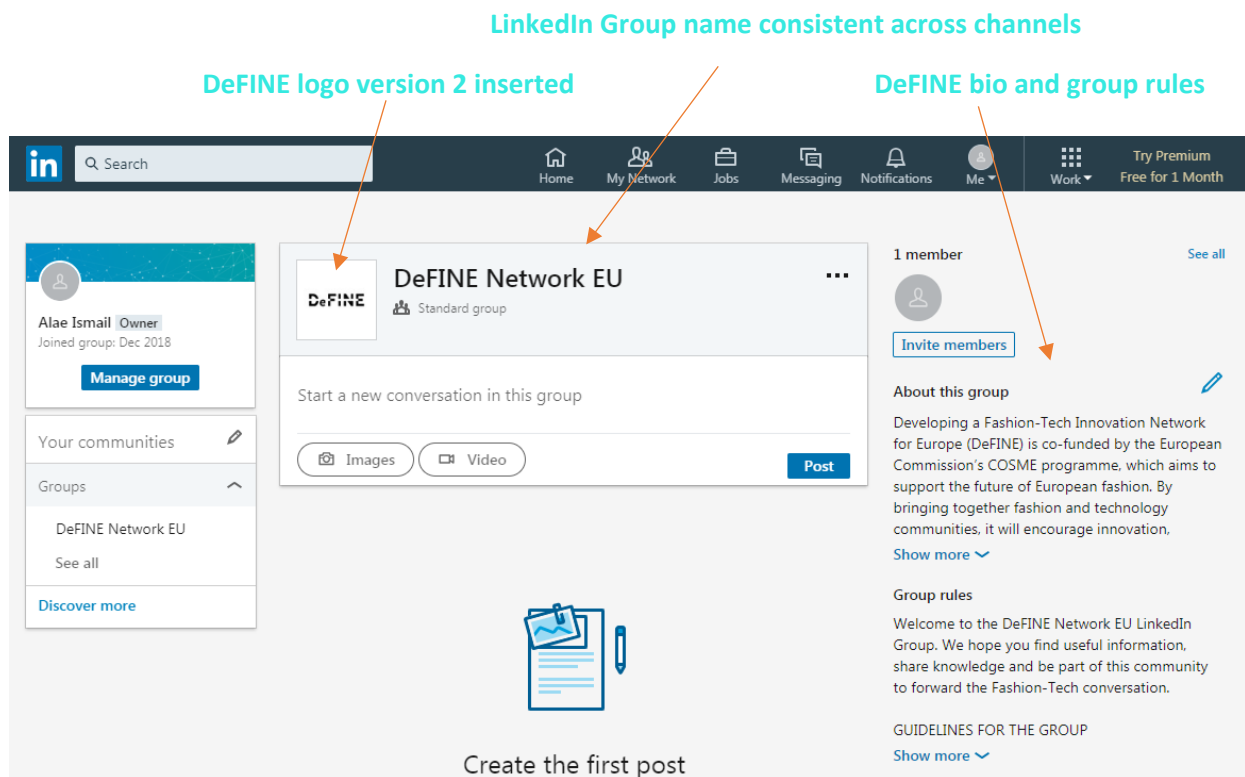 LinkedIn Group name consistent across channels
DeFINE logo version 2 inserted
DeFINE bio and group rules
in
Search
Home
My Network
Jobs
Messaging
Notifications
Me
Work
Try Premium
Free for 1 Month
Alae Ismail Owner
Joined group: Dec 2018
Manage group
Your communities
Groups
DeFINE Network EU
See all
Discover more
DeFINE
DeFINE Network EU
Standard group
Start a new conversation in this group
Images
Video
Post
Create the first post
1 member
See all
Invite members
About this group
Developing a Fashion-Tech Innovation Network
for Europe (DeFINE) is co-funded by the European
Commission's COSME programme, which aims to
support the future of European fashion. By
bringing together fashion and technology
communities, it will encourage innovation,
Show more
Group rules
Welcome to the DeFINE Network EU LinkedIn
Group. We hope you find useful information,
share knowledge and be part of this community
to forward the Fashion-Tech conversation.
GUIDELINES FOR THE GROUP
Show more